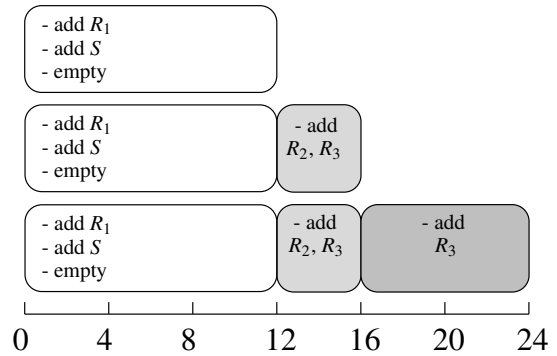 - add R₁
- add S
- empty
- add R₁
- add S
- empty
- add
R₂, R₃
- add R₁
- add S
- empty
- add
R₂, R₃
- add
R₃
0 4 8 12 16 20 24